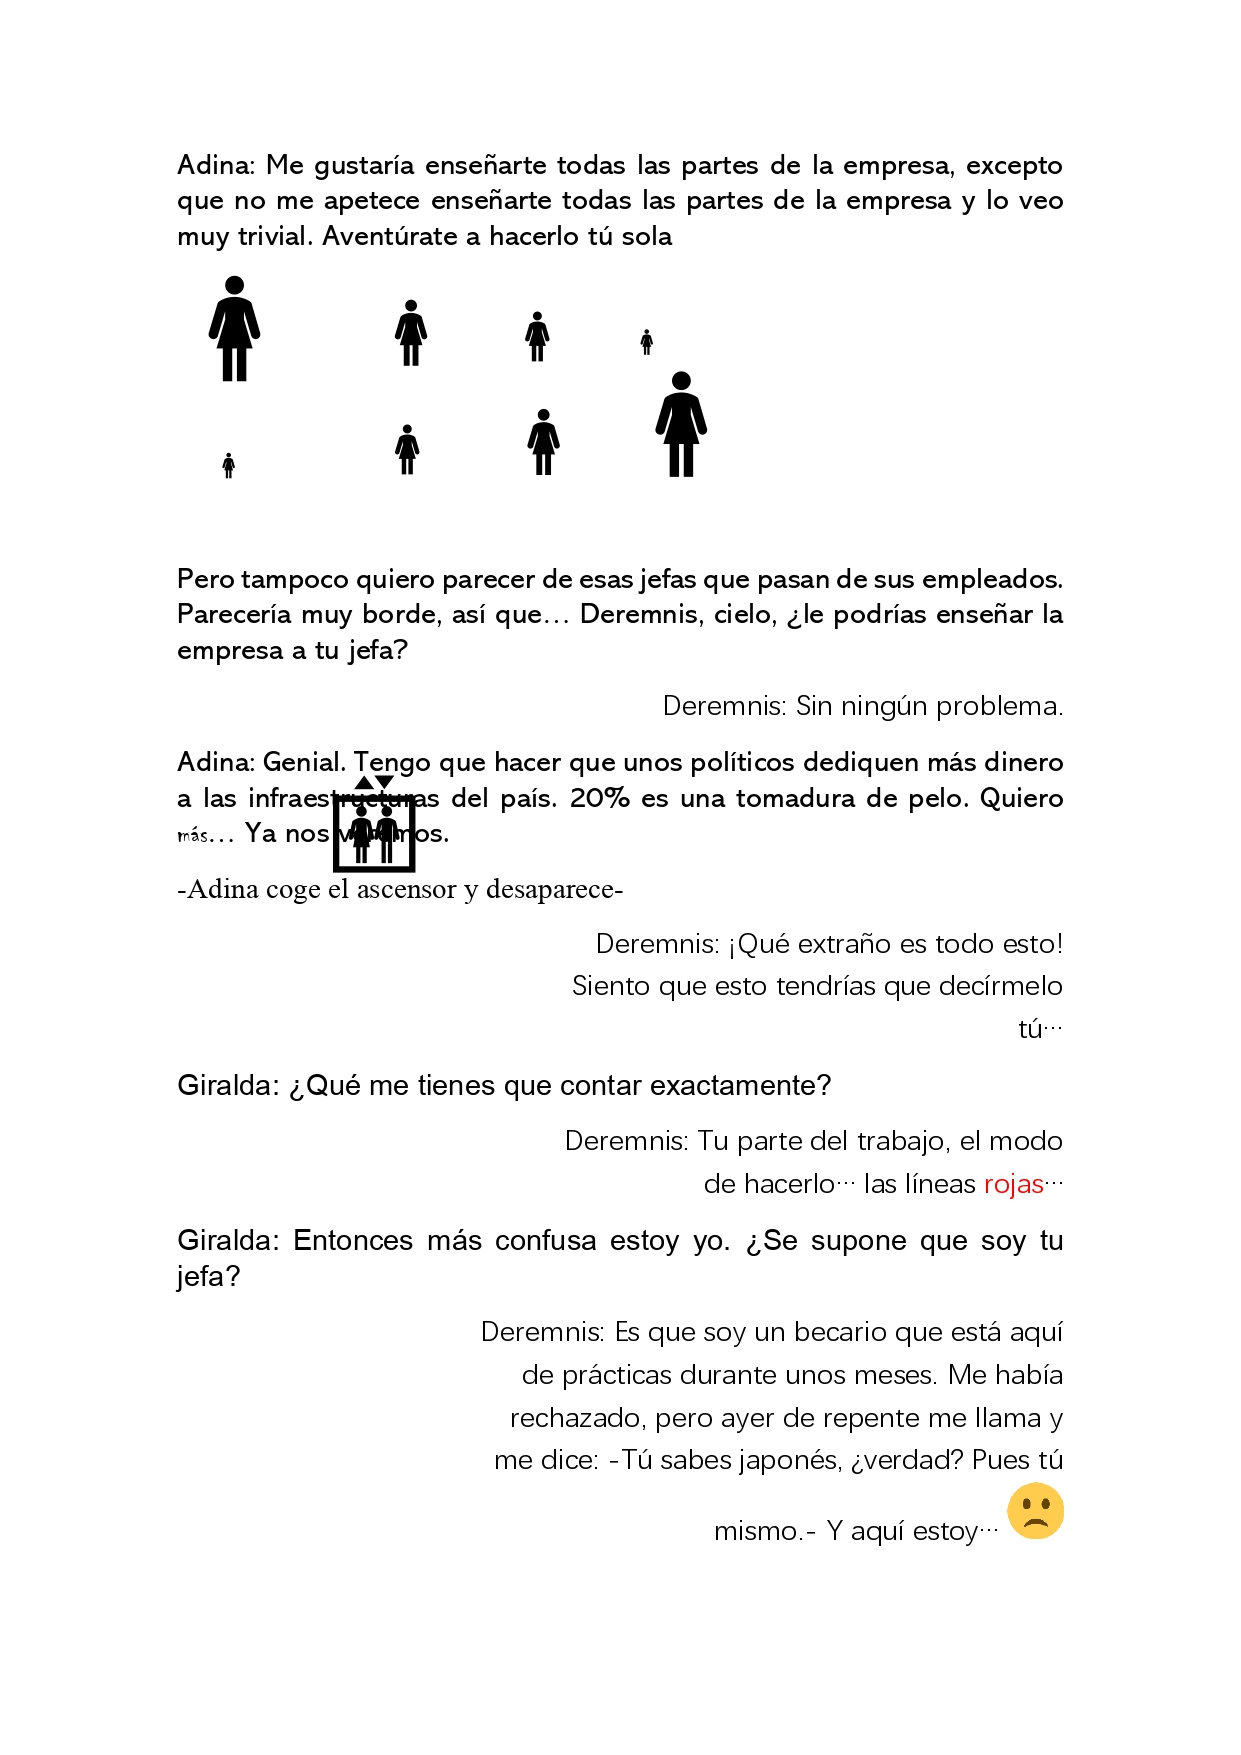 Adina: Me gustaría enseñarte todas las partes de la empresa, excepto
que no me apetece enseñarte todas las partes de la empresa y lo veo
muy trivial. Aventúrate a hacerlo tú sola
Pero tampoco quiero parecer de esas jefas que pasan de sus empleados.
Parecería muy borde, así que… Deremnis, cielo, ¿le podrías enseñar la
empresa a tu jefa?
Deremnis: Sin ningún problema.
Adina: Genial. Tengo que hacer que unos políticos dediquen más dinero
a las infraestructuras del país. 20% es una tomadura de pelo. Quiero
más… Ya nos veremos.
-Adina coge el ascensor y desaparece-
Deremnis: ¡Qué extraño es todo esto!
Siento que esto tendrías que decírmelo
tú…
Giralda: ¿Qué me tienes que contar exactamente?
Deremnis: Tu parte del trabajo, el modo
de hacerlo… las líneas rojas…
Giralda: Entonces más confusa estoy yo. ¿Se supone que soy tu
jefa?
Deremnis: Es que soy un becario que está aquí
de prácticas durante unos meses. Me había
rechazado, pero ayer de repente me llama y
me dice: -Tú sabes japonés, ¿verdad? Pues tú
mismo.- Y aquí estoy…